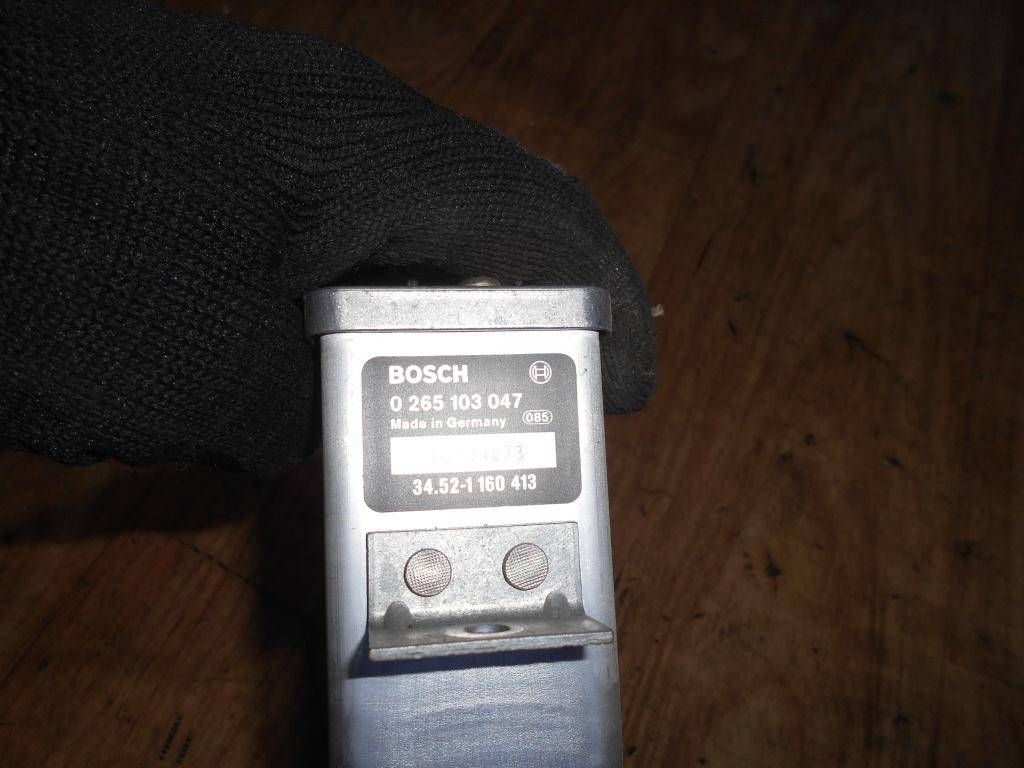 BOSCH
0 265 103 047
Made in Germany 085
34.52-1 160 413